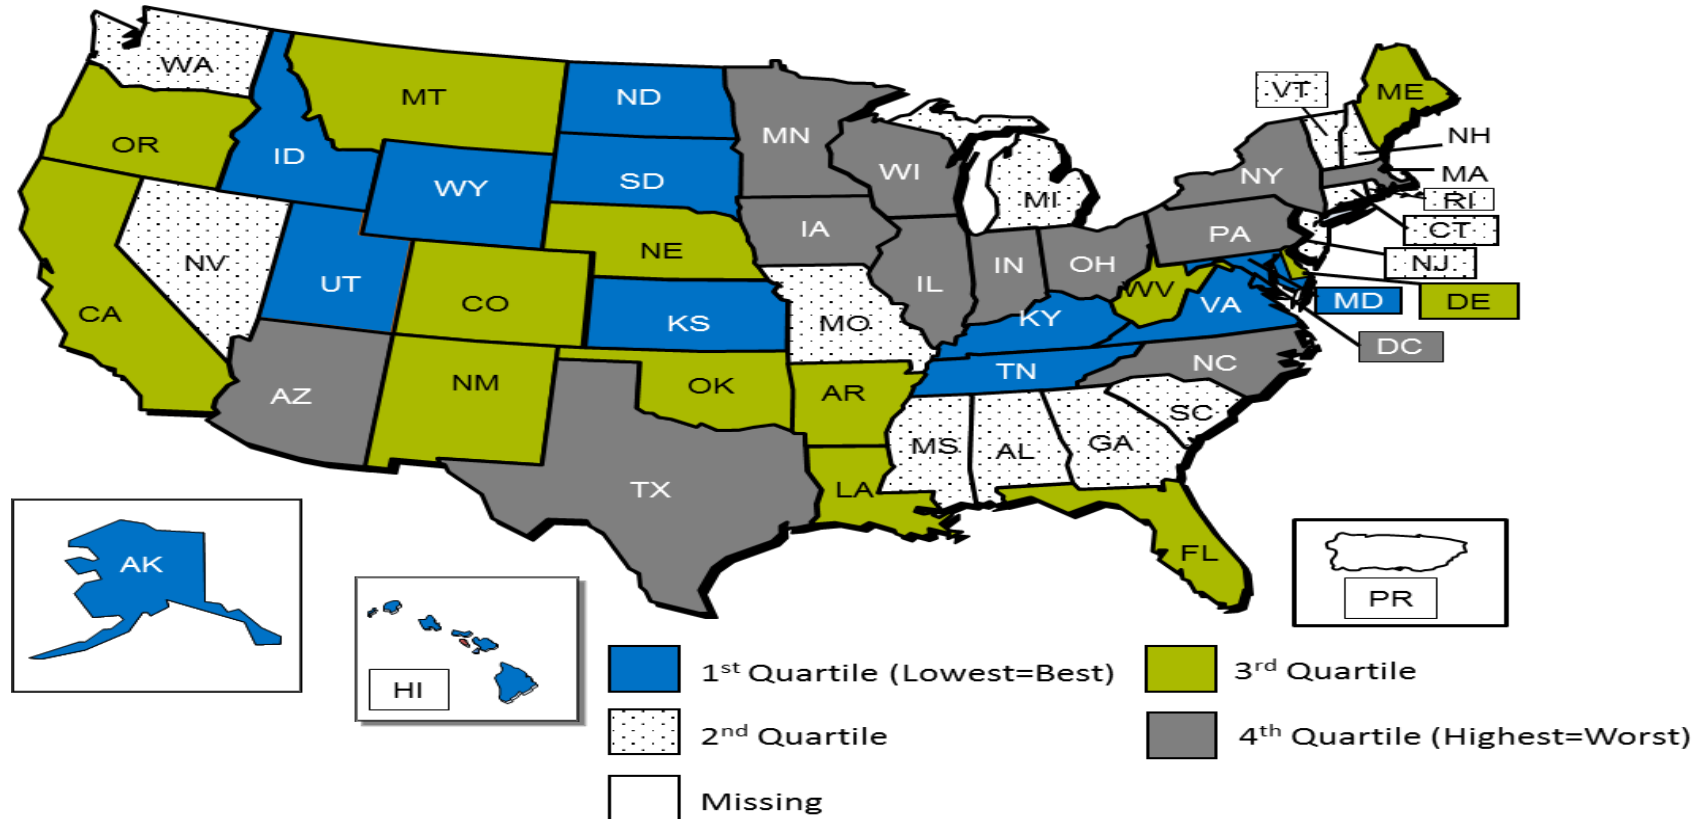 WA
MT
ND
MN
VT
ME
OR
ID
WY
SD
WI
MI
NY
NH
MA
RI
CT
NV
UT
CO
NE
IA
IL
IN
OH
PA
NJ
CA
KS
MO
KY
WV
VA
MD
DE
DC
AZ
NM
OK
AR
TN
NC
SC
MS
AL
GA
TX
LA
FL
AK
HI
PR
1st Quartile (Lowest=Best)
3rd Quartile
2nd Quartile
4th Quartile (Highest=Worst)
Missing